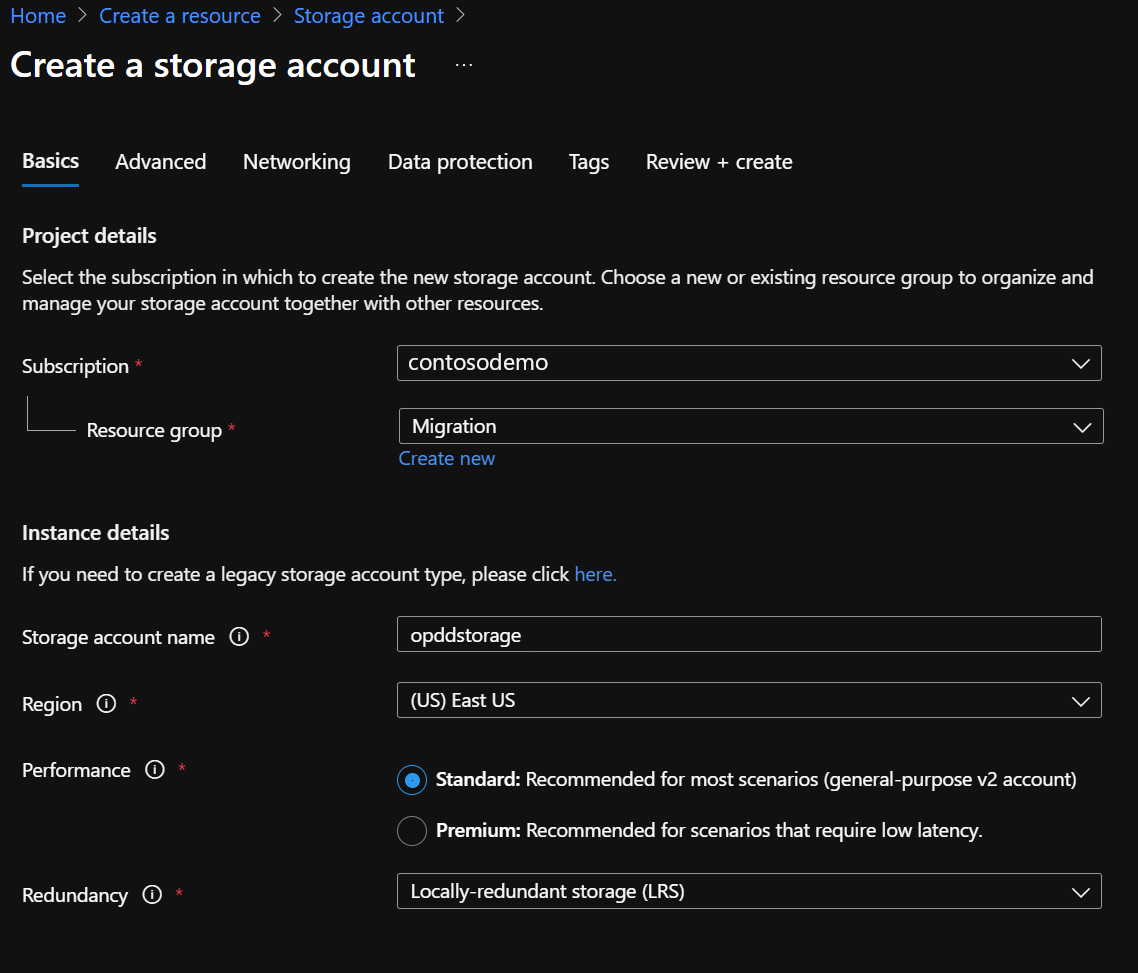 Home > Create a resource > Storage account >
Create a storage account ...
Basics Advanced Networking Data protection Tags Review + create
Project details
Select the subscription in which to create the new storage account. Choose a new or existing resource group to organize and
manage your storage account together with other resources.
Subscription * contosodemo
Resource group * Migration
Create new
Instance details
If you need to create a legacy storage account type, please click here.
Storage account name * opddstorage
Region * (US) East US
Performance * Standard: Recommended for most scenarios (general-purpose v2 account)
Premium: Recommended for scenarios that require low latency.
Redundancy * Locally-redundant storage (LRS)